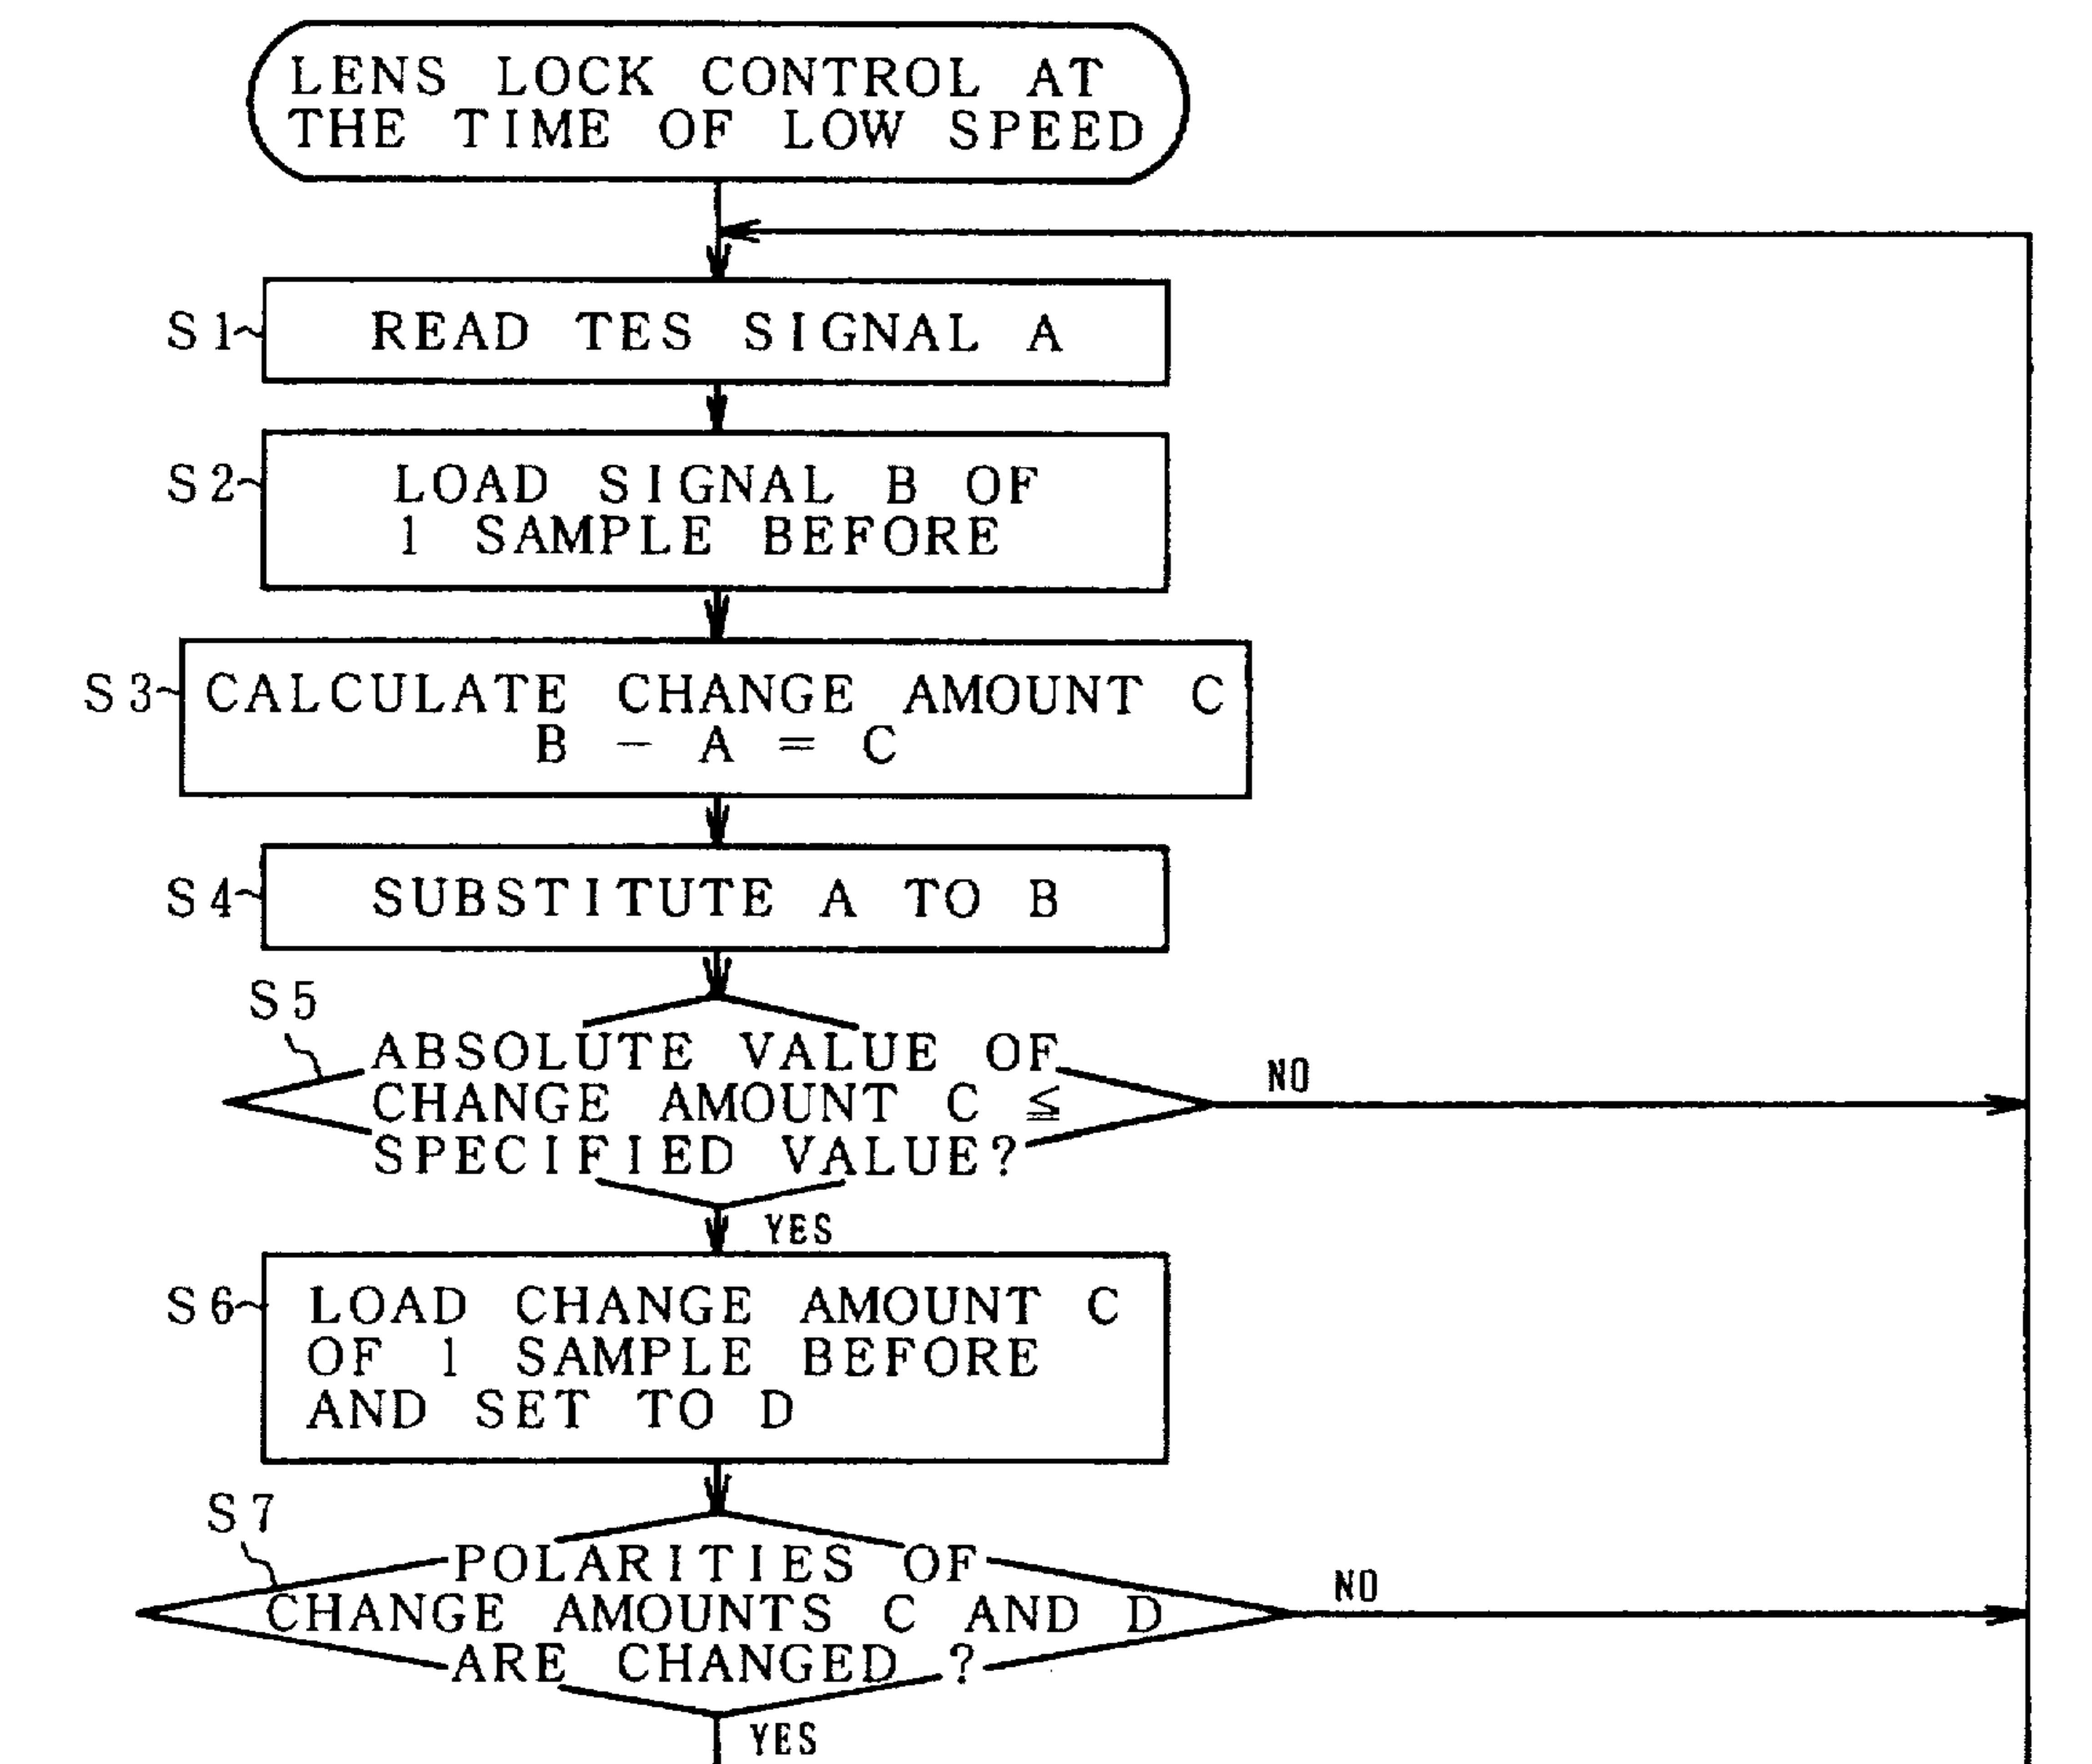 LENS LOCK CONTROL AT
THE TIME OF LOW SPEED
S1
READ TES SIGNAL A
S2
LOAD SIGNAL B OF
1 SAMPLE BEFORE
S3
CALCULATE CHANGE AMOUNT C
B - A = C
S4
SUBSTITUTE A TO B
S5
ABSOLUTE VALUE OF
CHANGE AMOUNT C ≦
SPECIFIED VALUE?
NO
YES
S6
LOAD CHANGE AMOUNT C
OF 1 SAMPLE BEFORE
AND SET TO D
S7
POLARITIES OF
CHANGE AMOUNTS C AND D
ARE CHANGED ?
NO
YES